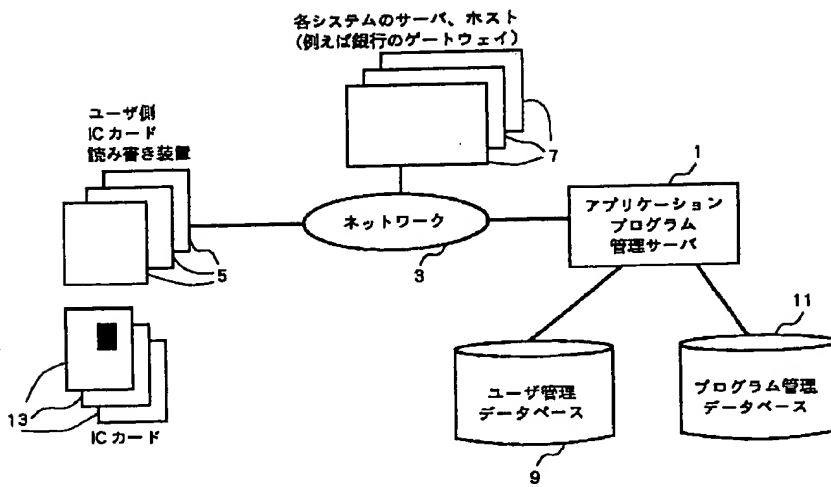 各システムのサーバ、ホスト
(例えば銀行のゲートウェイ)
7
ユーザ側
ICカード
読み書き装置
5
ネットワーク
3
1
アプリケーション
プログラム
管理サーバ
13
ICカード
ユーザ管理
データベース
9
11
プログラム管理
データベース